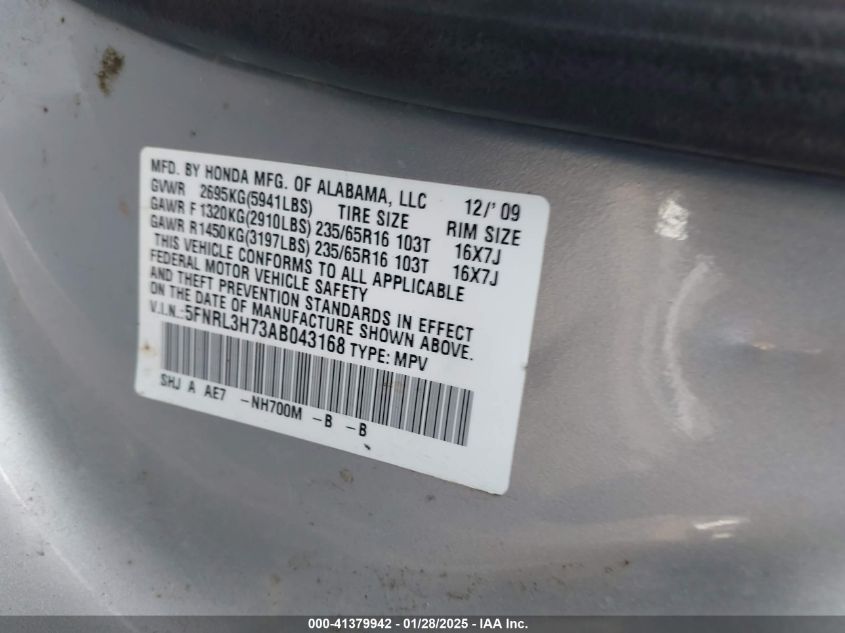 MFD. BY HONDA MFG. OF ALABAMA, LLC 12/' 09
GVWR 2695KG(5941LBS) TIRE SIZE RIM SIZE
GAWR F 1320KG(2910LBS) 235/65R16 103T 16X7J
GAWR R1450KG(3197LBS) 235/65R16 103T 16X7J
THIS VEHICLE CONFORMS TO ALL APPLICABLE
FEDERAL MOTOR VEHICLE SAFETY
AND THEFT PREVENTION STANDARDS IN EFFECT
ON THE DATE OF MANUFACTURE SHOWN ABOVE.
V.I.N.:5FNRL3H73AB043168 TYPE: MPV
SHJ A AE7 -NH700M -B -B
000-41379942 - 01/28/2025 - IAA Inc.